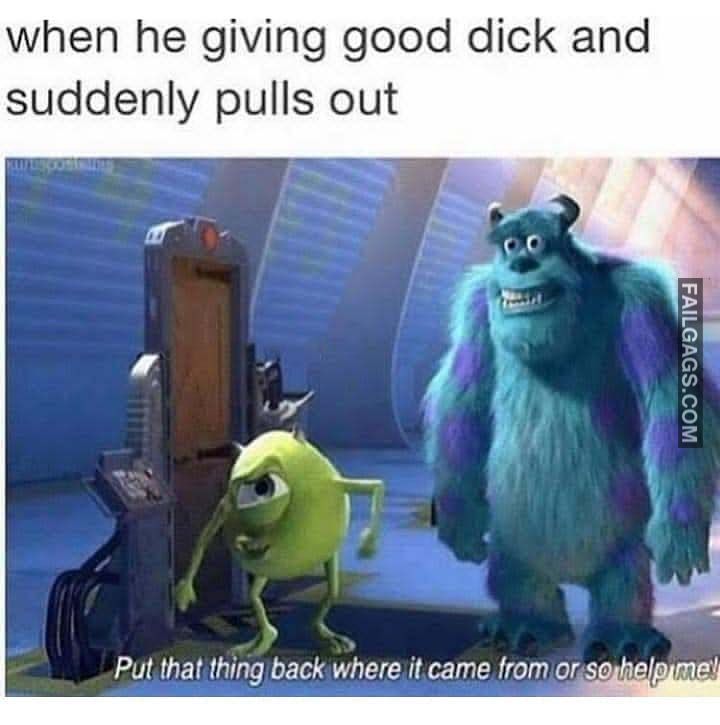 when he giving good dick and
suddenly pulls out
FAILGAGS.COM
Put that thing back where it came from or so help me!